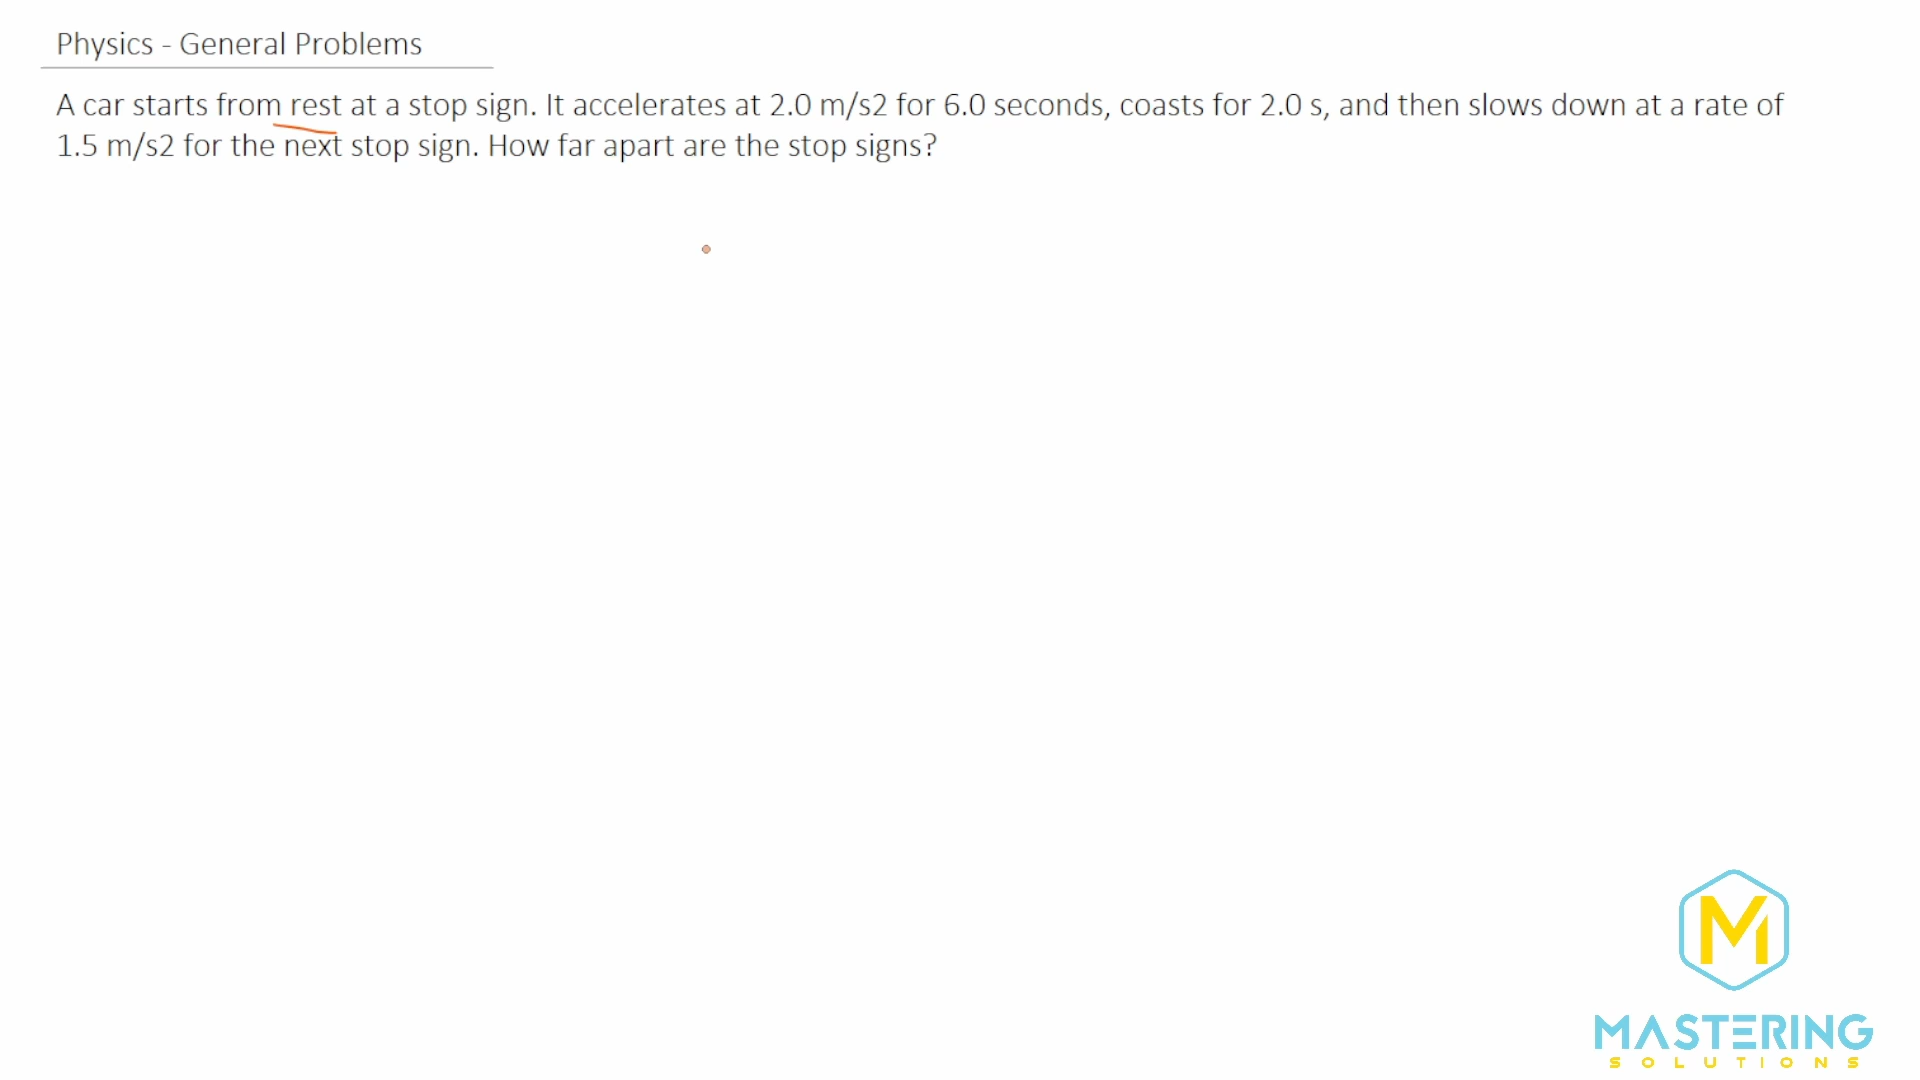 Physics - General Problems
A car starts from rest at a stop sign. It accelerates at 2.0 m/s2 for 6.0 seconds, coasts for 2.0 s, and then slows down at a rate of
1.5 m/s2 for the next stop sign. How far apart are the stop signs?
M
MASTERING
SOLUTIONS